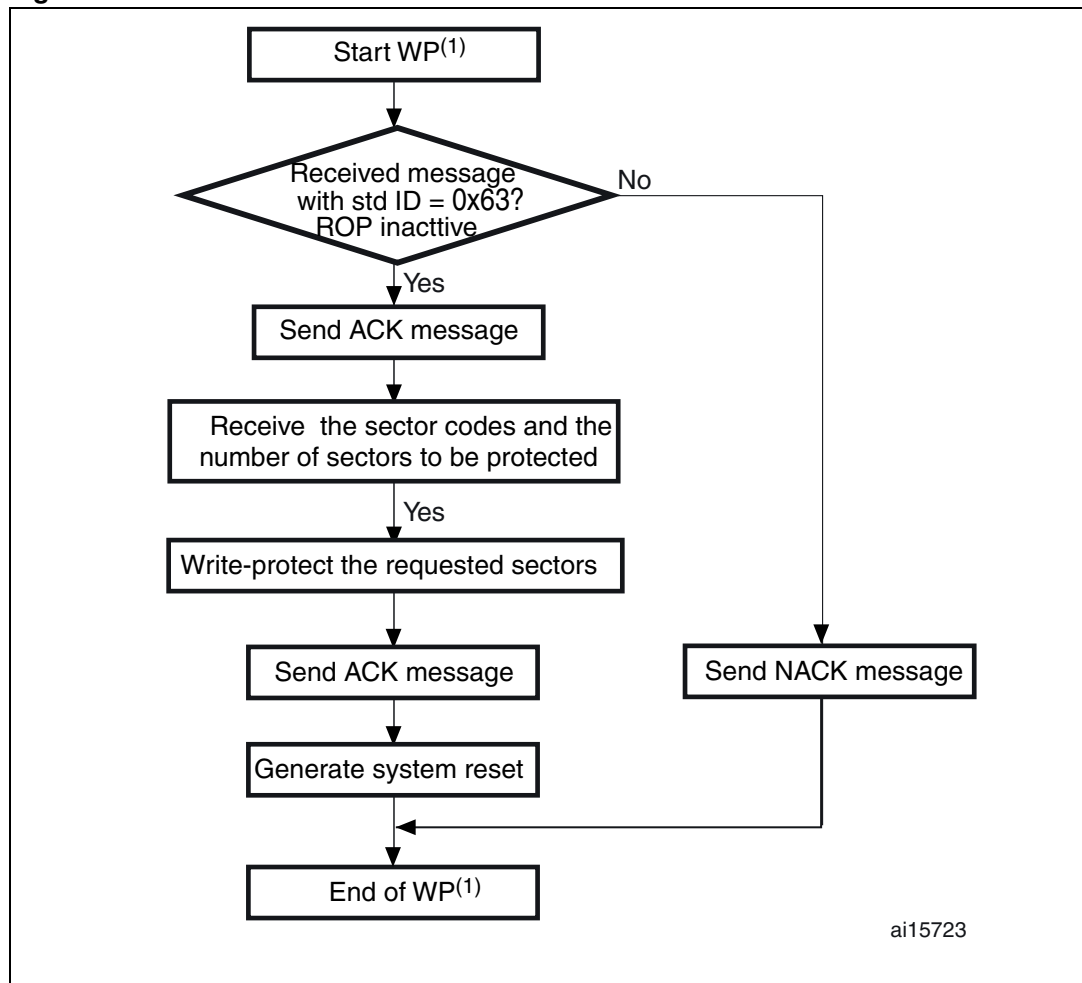 Start WP(1)
Received message
with std ID = 0x63?
ROP inacttive
No
Yes
Send ACK message
Receive the sector codes and the
number of sectors to be protected
Yes
Write-protect the requested sectors
Send ACK message
Send NACK message
Generate system reset
End of WP(1)
ai15723